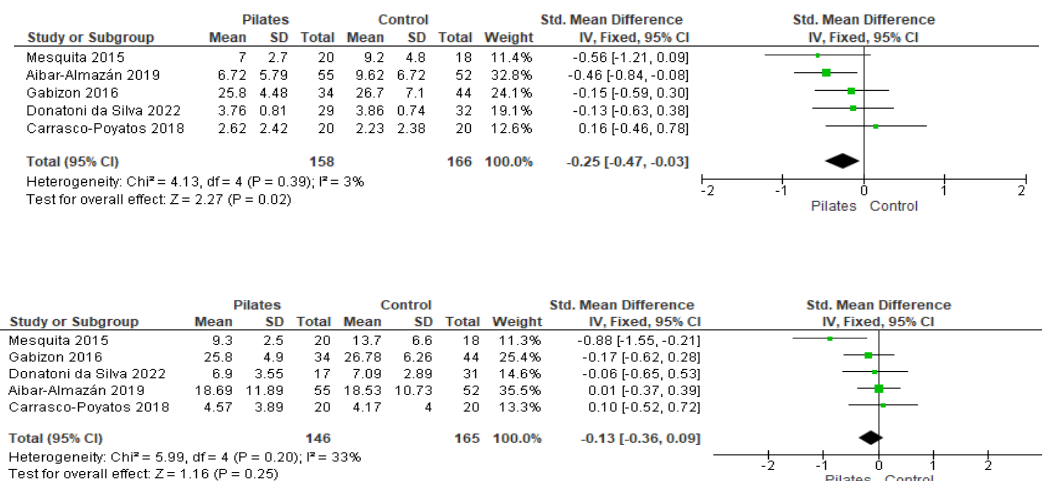 Pilates Control Std. Mean Difference Std. Mean Difference
Study or Subgroup Mean SD Total Mean SD Total Weight IV, Fixed, 95% CI IV, Fixed, 95% CI
Mesquita 2015 7 2.7 20 9.2 4.8 18 11.4% -0.56 [-1.21, 0.09]
Aibar-Almazán 2019 6.72 5.79 55 9.62 6.72 52 32.8% -0.46 [-0.84, -0.08]
Gabizon 2016 25.8 4.48 34 26.7 7.1 44 24.1% -0.15 [-0.59, 0.30]
Donatoni da Silva 2022 3.76 0.81 29 3.86 0.74 32 19.1% -0.13 [-0.63, 0.38]
Carrasco-Poyatos 2018 2.62 2.42 20 2.23 2.38 20 12.6% 0.16 [-0.46, 0.78]
Total (95% CI) 158 166 100.0% -0.25 [-0.47, -0.03]
Heterogeneity: Chi² = 4.13, df = 4 (P = 0.39); I² = 3%
Test for overall effect: Z = 2.27 (P = 0.02)
-2 -1 0 1 2
Pilates Control
Pilates Control Std. Mean Difference Std. Mean Difference
Study or Subgroup Mean SD Total Mean SD Total Weight IV, Fixed, 95% CI IV, Fixed, 95% CI
Mesquita 2015 9.3 2.5 20 13.7 6.6 18 11.3% -0.88 [-1.55, -0.21]
Gabizon 2016 25.8 4.9 34 26.78 6.26 44 25.4% -0.17 [-0.62, 0.28]
Donatoni da Silva 2022 6.9 3.55 17 7.09 2.89 31 14.6% -0.06 [-0.65, 0.53]
Aibar-Almazán 2019 18.69 11.89 55 18.53 10.73 52 35.5% 0.01 [-0.37, 0.39]
Carrasco-Poyatos 2018 4.57 3.89 20 4.17 4 20 13.3% 0.10 [-0.52, 0.72]
Total (95% CI) 146 165 100.0% -0.13 [-0.36, 0.09]
Heterogeneity: Chi² = 5.99, df = 4 (P = 0.20); I² = 33%
Test for overall effect: Z = 1.16 (P = 0.25)
-2 -1 0 1 2
Pilates Control